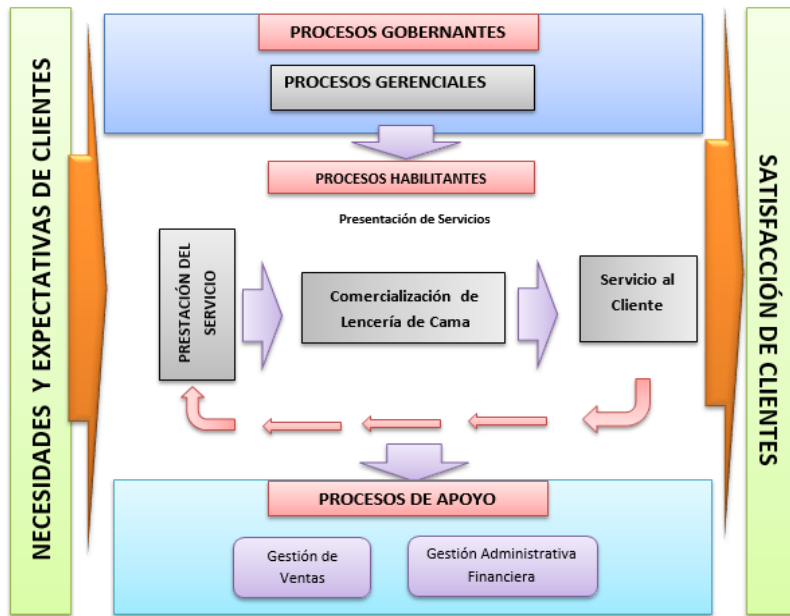 NECESIDADES Y EXPECTATIVAS DE CLIENTES
PROCESOS GOBERNANTES
PROCESOS GERENCIALES
PROCESOS HABILITANTES
Presentación de Servicios
PRESTACIÓN DEL
SERVICIO
Comercialización de
Lencería de Cama
Servicio al
Cliente
PROCESOS DE APOYO
Gestión de
Ventas
Gestión Administrativa
Financiera
SATISFACCIÓN DE CLIENTES